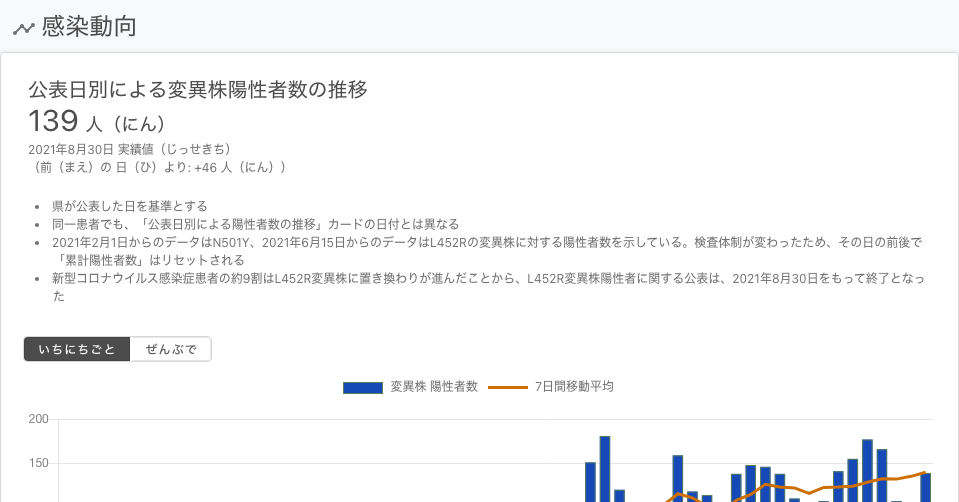 感染動向
公表日別による変異株陽性者数の推移
139 人（にん）
2021年8月30日 実績値（じっせきち）
（前（まえ）の 日（ひ）より: +46 人（にん））
• 県が公表した日を基準とする
• 同一患者でも、「公表日別による陽性者数の推移」カードの日付とは異なる
• 2021年2月1日からのデータはN501Y、2021年6月15日からのデータはL452Rの変異株に対する陽性者数を示している。検査体制が変わったため、その日の前後で
「累計陽性者数」はリセットされる
• 新型コロナウイルス感染症患者の約9割はL452R変異株に置き換わりが進んだことから、L452R変異株陽性者に関する公表は、2021年8月30日をもって終了となっ
た
いちにちごと ぜんぶで
変異株 陽性者数 7日間移動平均
200
150